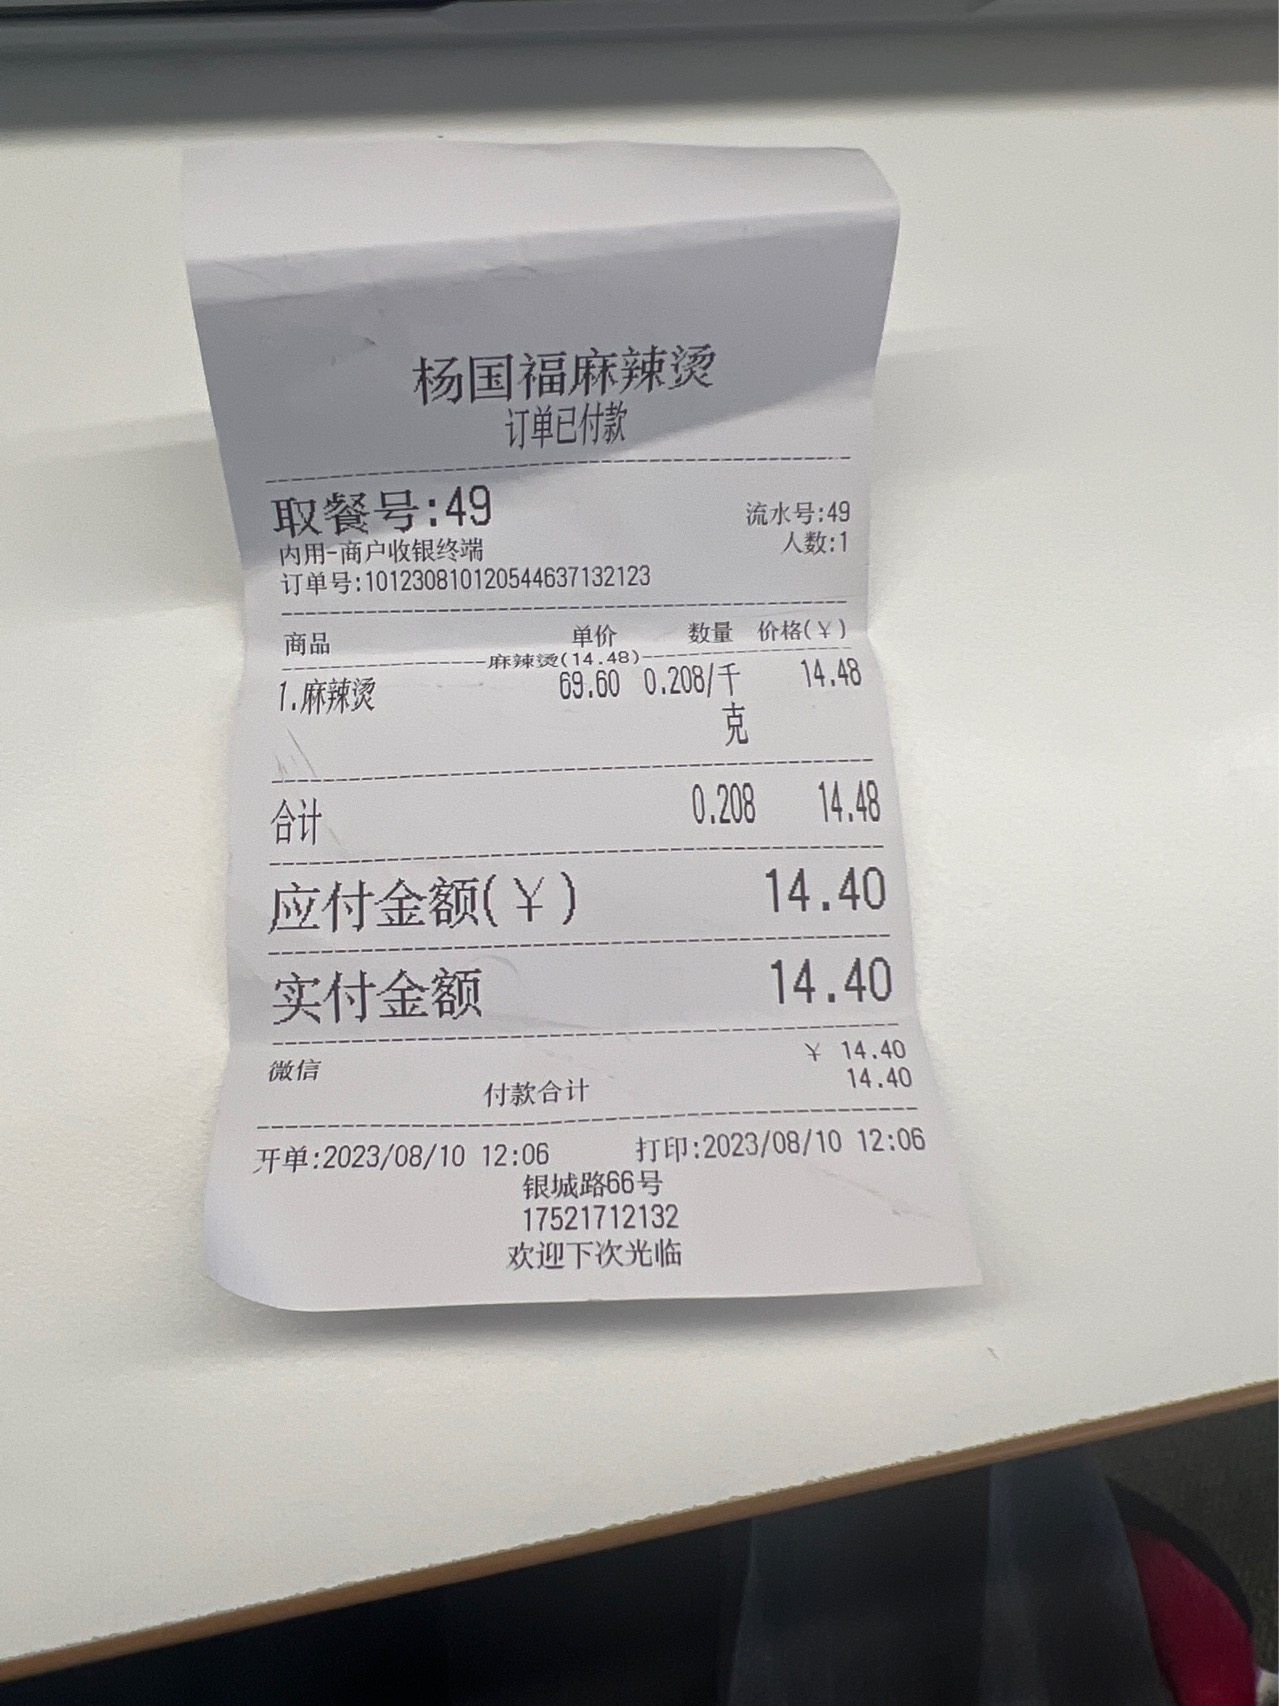 杨国福麻辣烫
订单已付款
取餐号:49 流水号:49
内用-商户收银终端 人数:1
订单号:101230810120544637132123
商品 单价 数量 价格(¥)
麻辣烫(14.48)
1.麻辣烫 69.60 0.208/千 14.48
克
合计 0.208 14.48
应付金额(¥) 14.40
实付金额 14.40
微信 ¥ 14.40
付款合计 14.40
开单:2023/08/10 12:06 打印:2023/08/10 12:06
银城路66号
17521712132
欢迎下次光临